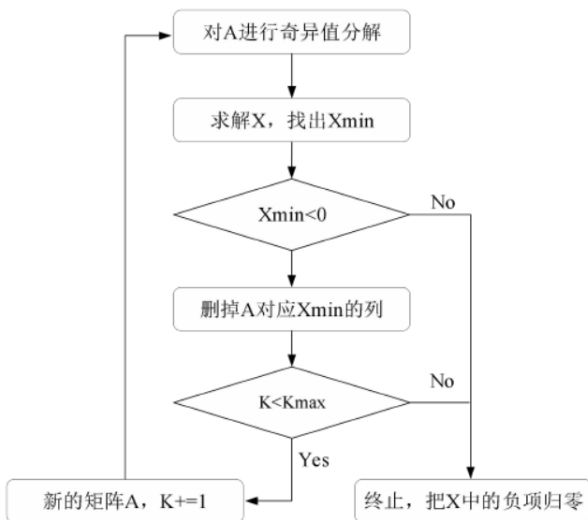 对A进行奇异值分解
求解X，找出Xmin
Xmin<0
No
删掉A对应Xmin的列
K<Kmax
No
Yes
新的矩阵A，K+=1
终止，把X中的负项归零